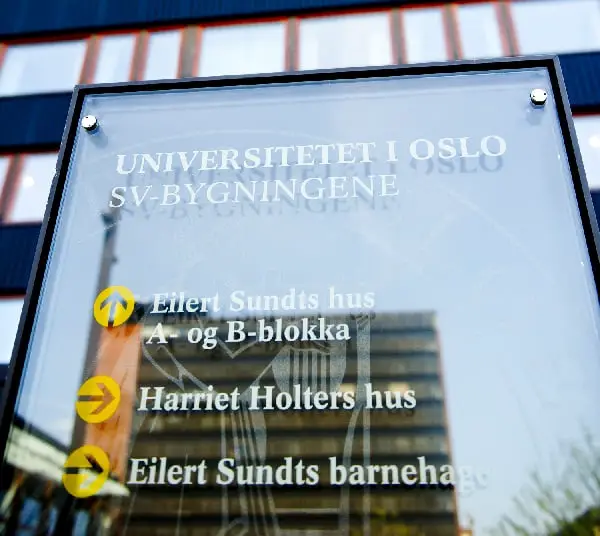 UNIVERSITETET I OSLO
SV-BYGNINGENE
Eilert Sundts hus
A- og B-blokka
Harriet Holters hus
Eilert Sundts barnehage